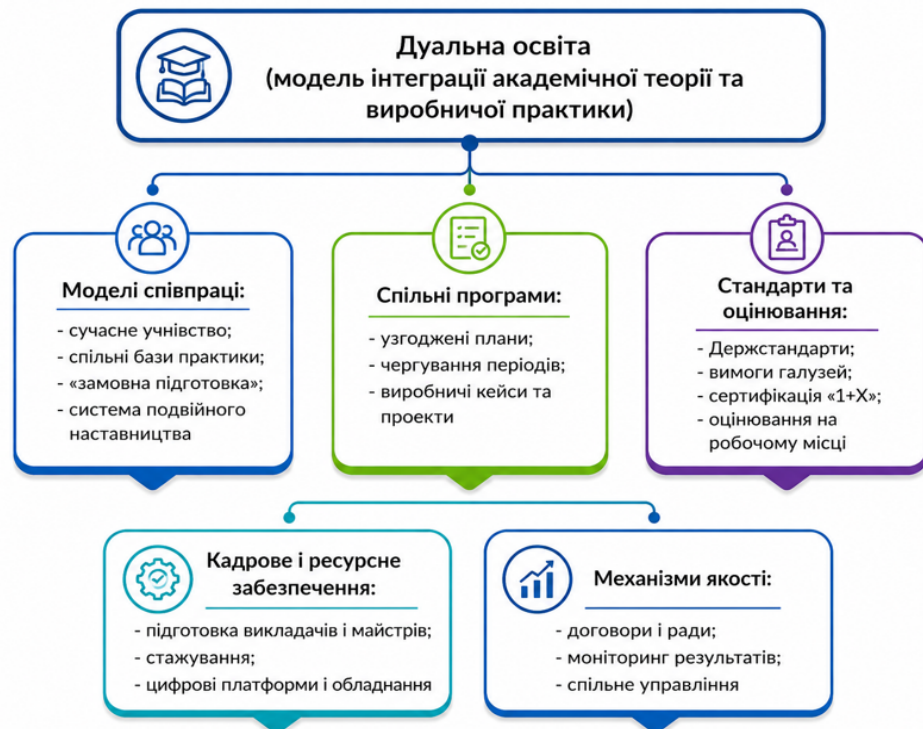 Дуальна освіта
(модель інтеграції академічної теорії та
виробничої практики)
Моделі співпраці:
- сучасне учнівство;
- спільні бази практики;
- «замовна підготовка»;
- система подвійного
наставництва
Спільні програми:
- узгоджені плани;
- чергування періодів;
- виробничі кейси та
проекти
Стандарти та
оцінювання:
- Держстандарти;
- вимоги галузей;
- сертифікація «1+X»;
- оцінювання на
робочому місці
Кадрове і ресурсне
забезпечення:
- підготовка викладачів і майстрів;
- стажування;
- цифрові платформи і обладнання
Механізми якості:
- договори і ради;
- моніторинг результатів;
- спільне управління